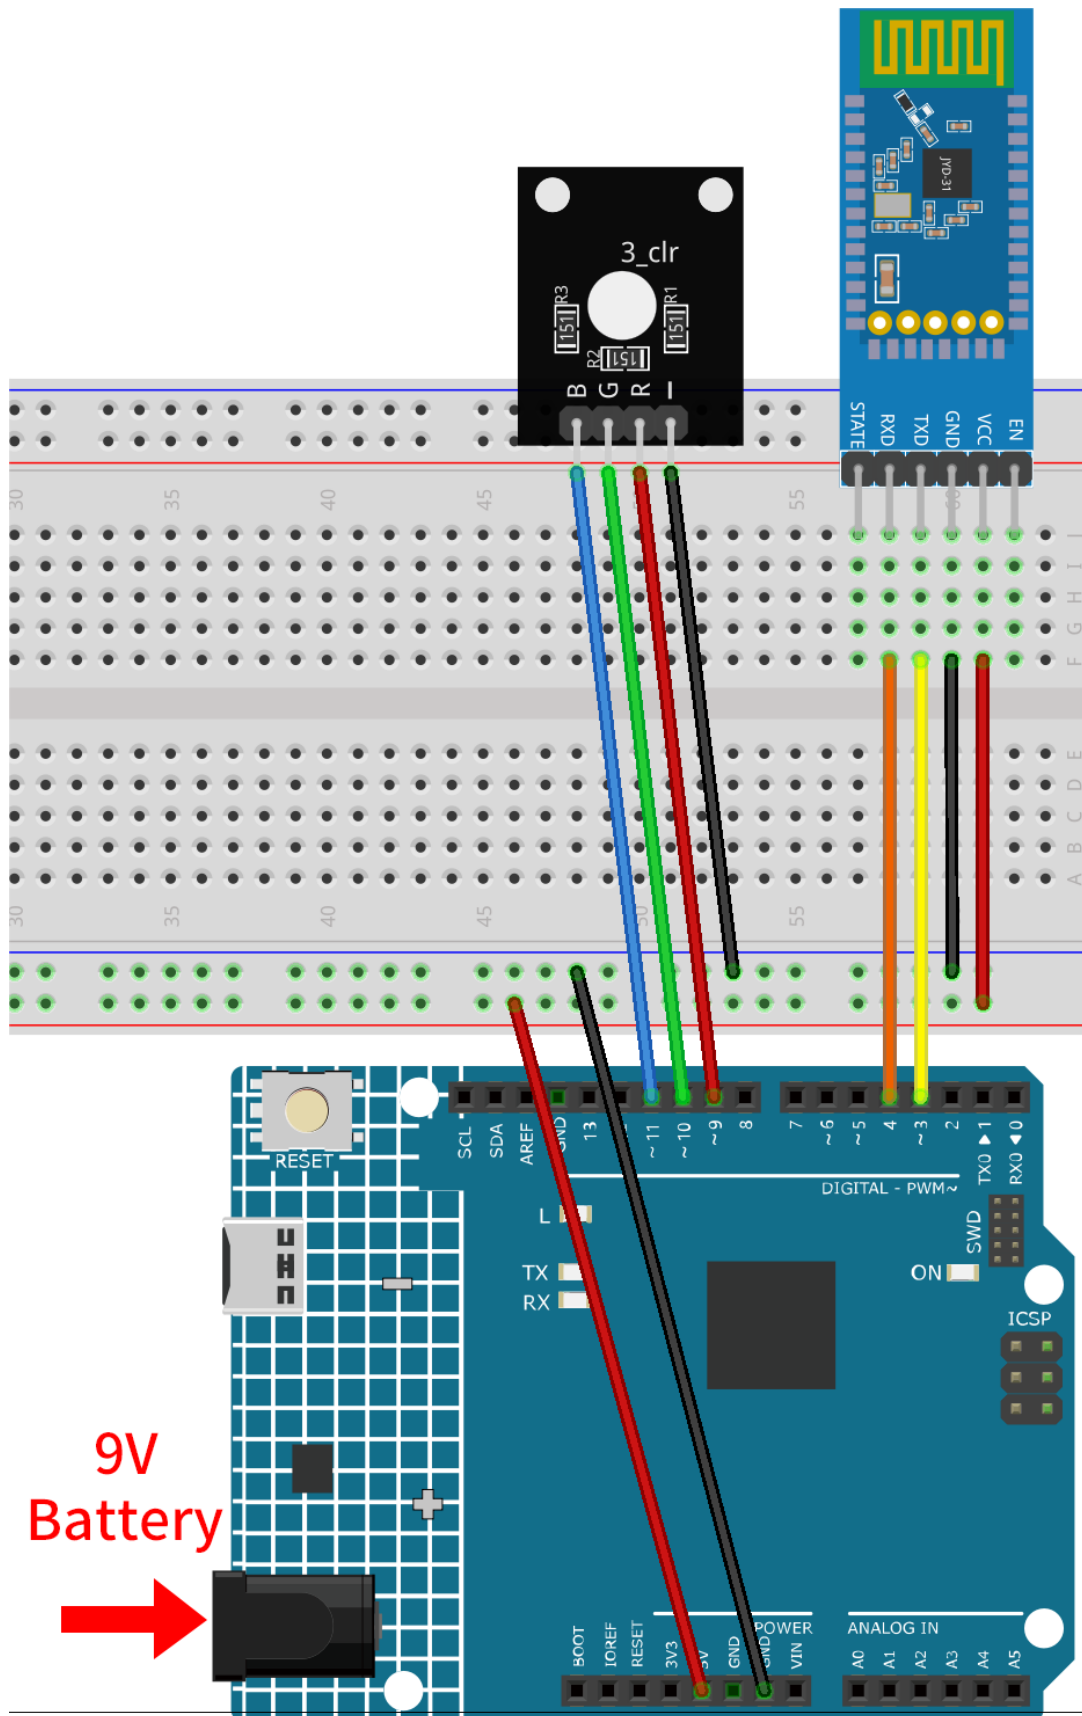 JYD-31
3_clr
R3
R1
151
151
R2
151
B
G
R
—
STATE
RXD
TXD
GND
VCC
EN
30
35
40
45
55
60
J
I
H
G
F
E
D
C
B
A
30
35
40
45
50
55
SCL
SDA
AREF
GND
13
~11
~10
~9
8
7
~6
~5
4
~3
2
TX0 ▶ 1
RX0 ◀ 0
RESET
DIGITAL - PWM~
L
TX
RX
ON
SWD
ICSP
9V
Battery
POWER
ANALOG IN
BOOT
IOREF
RESET
3V3
5V
GND
GND
VIN
A0
A1
A2
A3
A4
A5